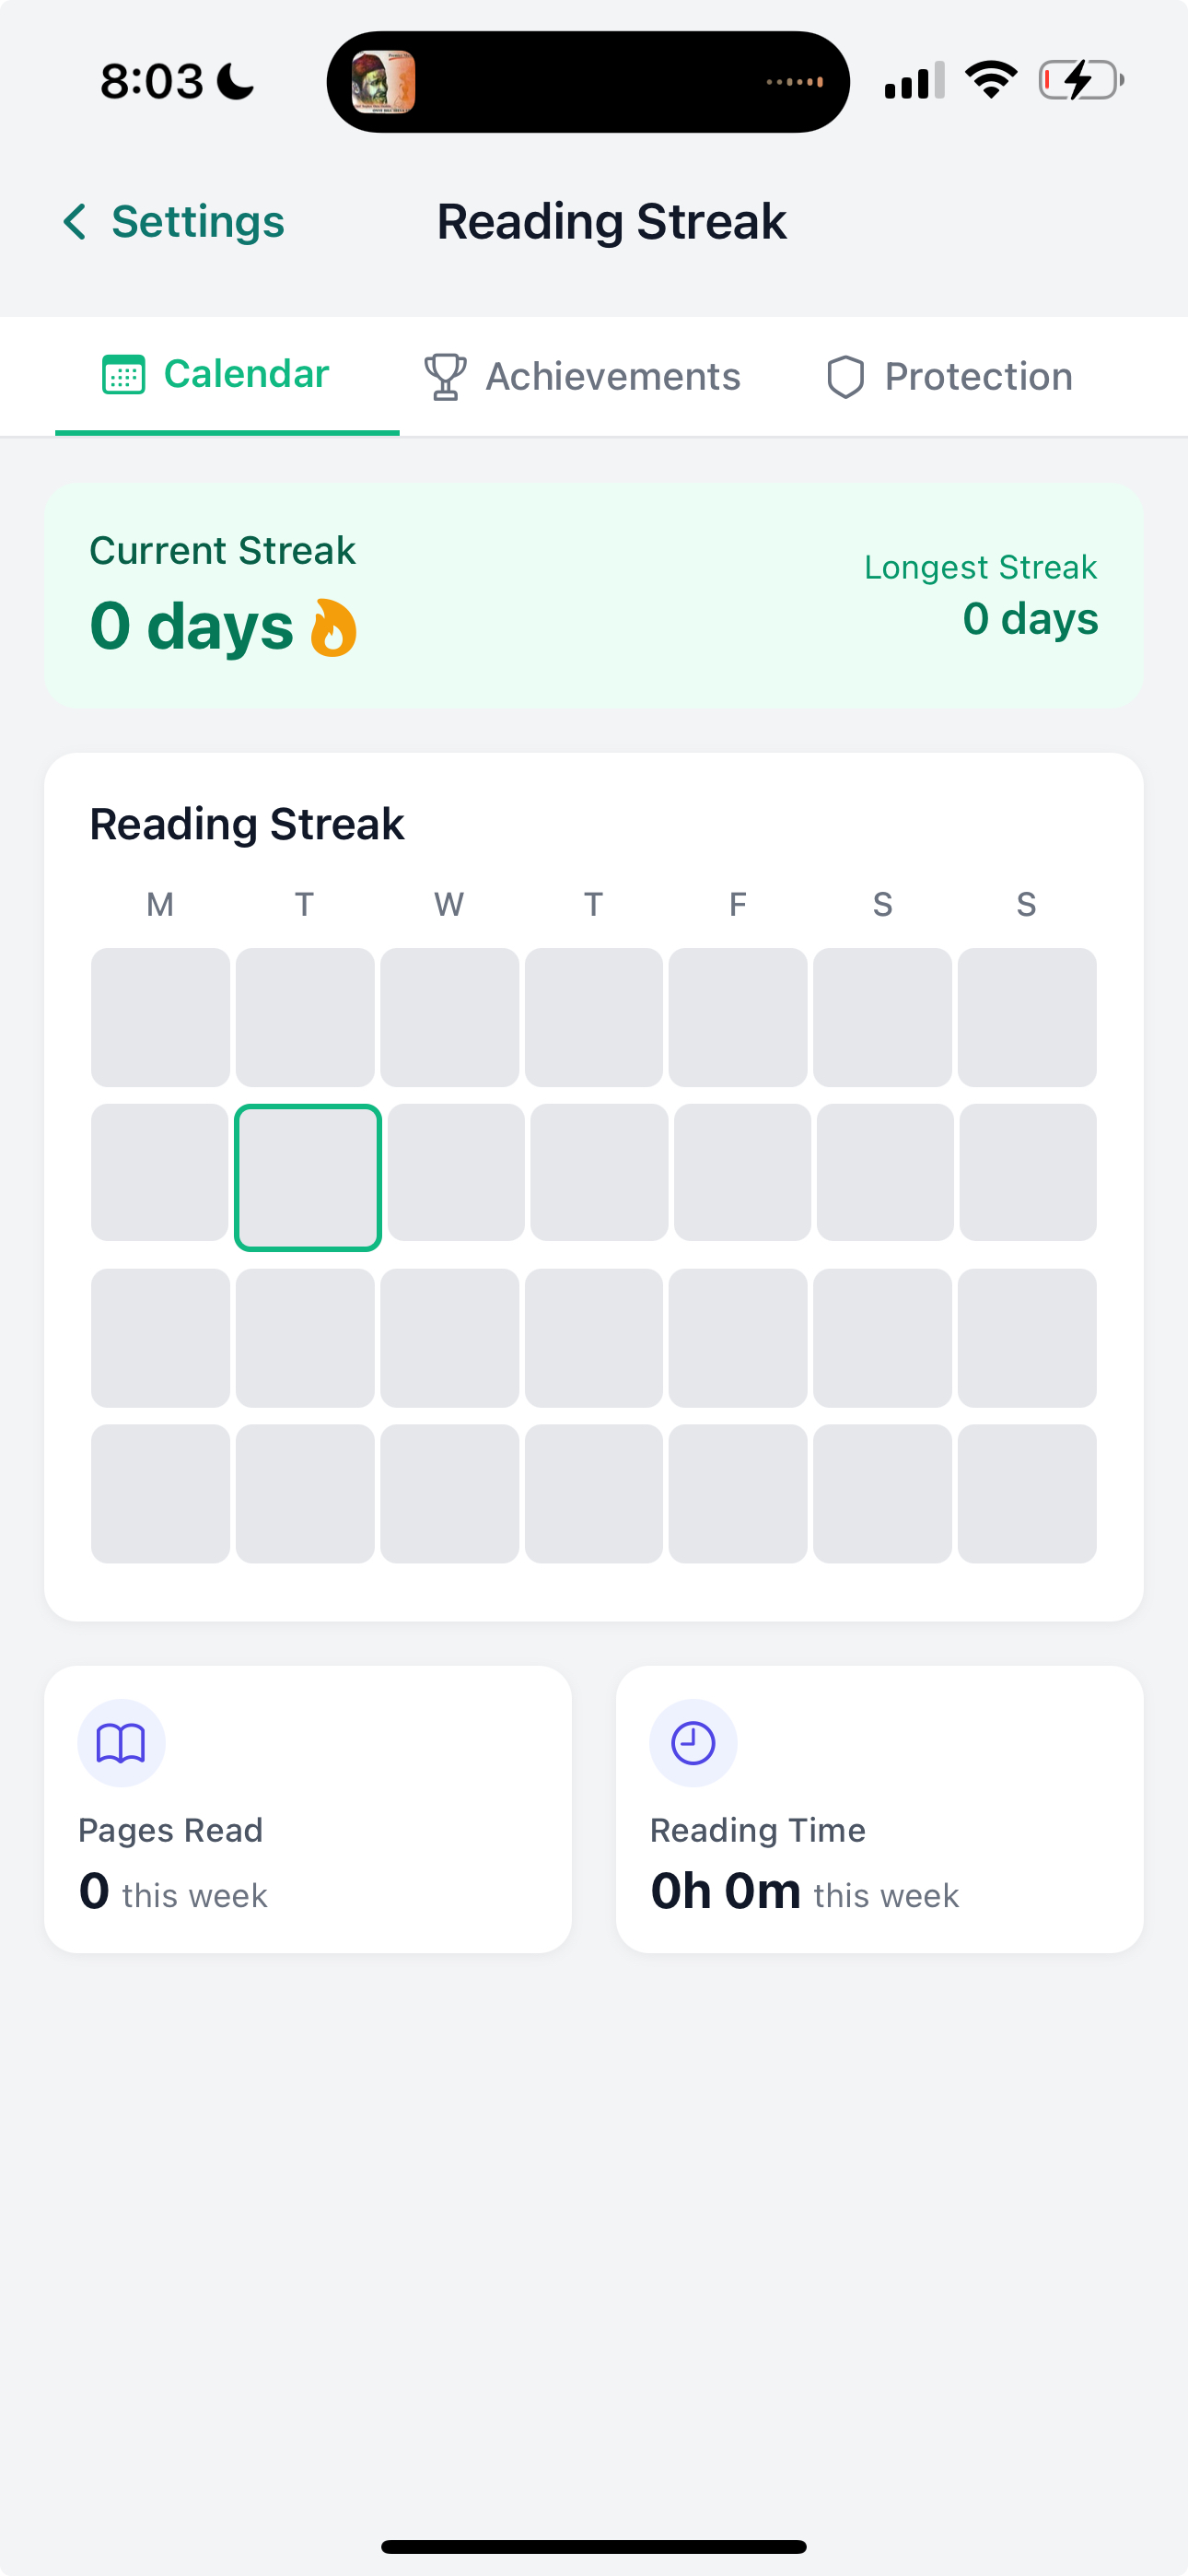 8:03
Settings
Reading Streak
Calendar
Achievements
Protection
Current Streak
0 days
Longest Streak
0 days
Reading Streak
M T W T F S S
Pages Read
0 this week
Reading Time
0h 0m this week